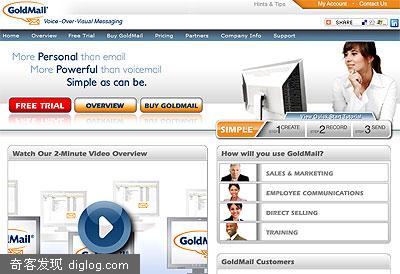 GoldMail
Voice-Over-Visual Messaging
Hints & Tips
My Account · Contact Us
SHARE
Home Overview Free Trial Buy GoldMail Pricing Partners Company Info Support
More Personal than email
More Powerful than voicemail
Simple as can be.
FREE TRIAL
OVERVIEW
BUY GOLDMAIL
View Quick Start Tutorial
SIMPLE
STEP 1 CREATE
STEP 2 RECORD
STEP 3 SEND
Watch Our 2-Minute Video Overview
How will you use GoldMail?
SALES & MARKETING
EMPLOYEE COMMUNICATIONS
DIRECT SELLING
TRAINING
GoldMail Customers
奇客发现 diglog.com